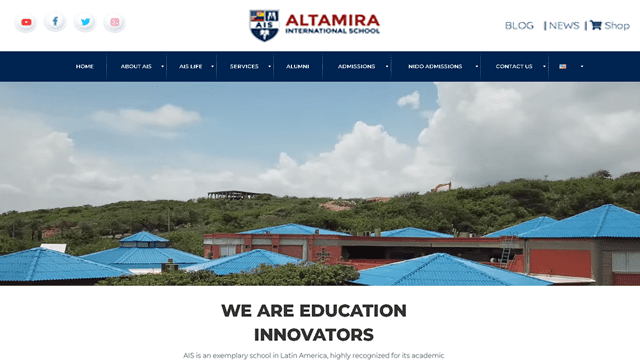 ALTAMIRA
INTERNATIONAL SCHOOL
AIS
BLOG | NEWS | Shop
HOME ABOUT AIS AIS LIFE SERVICES ALUMNI ADMISSIONS NIDO ADMISSIONS CONTACT US
WE ARE EDUCATION
INNOVATORS
AIS is an exemplary school in Latin America, highly recognized for its academic